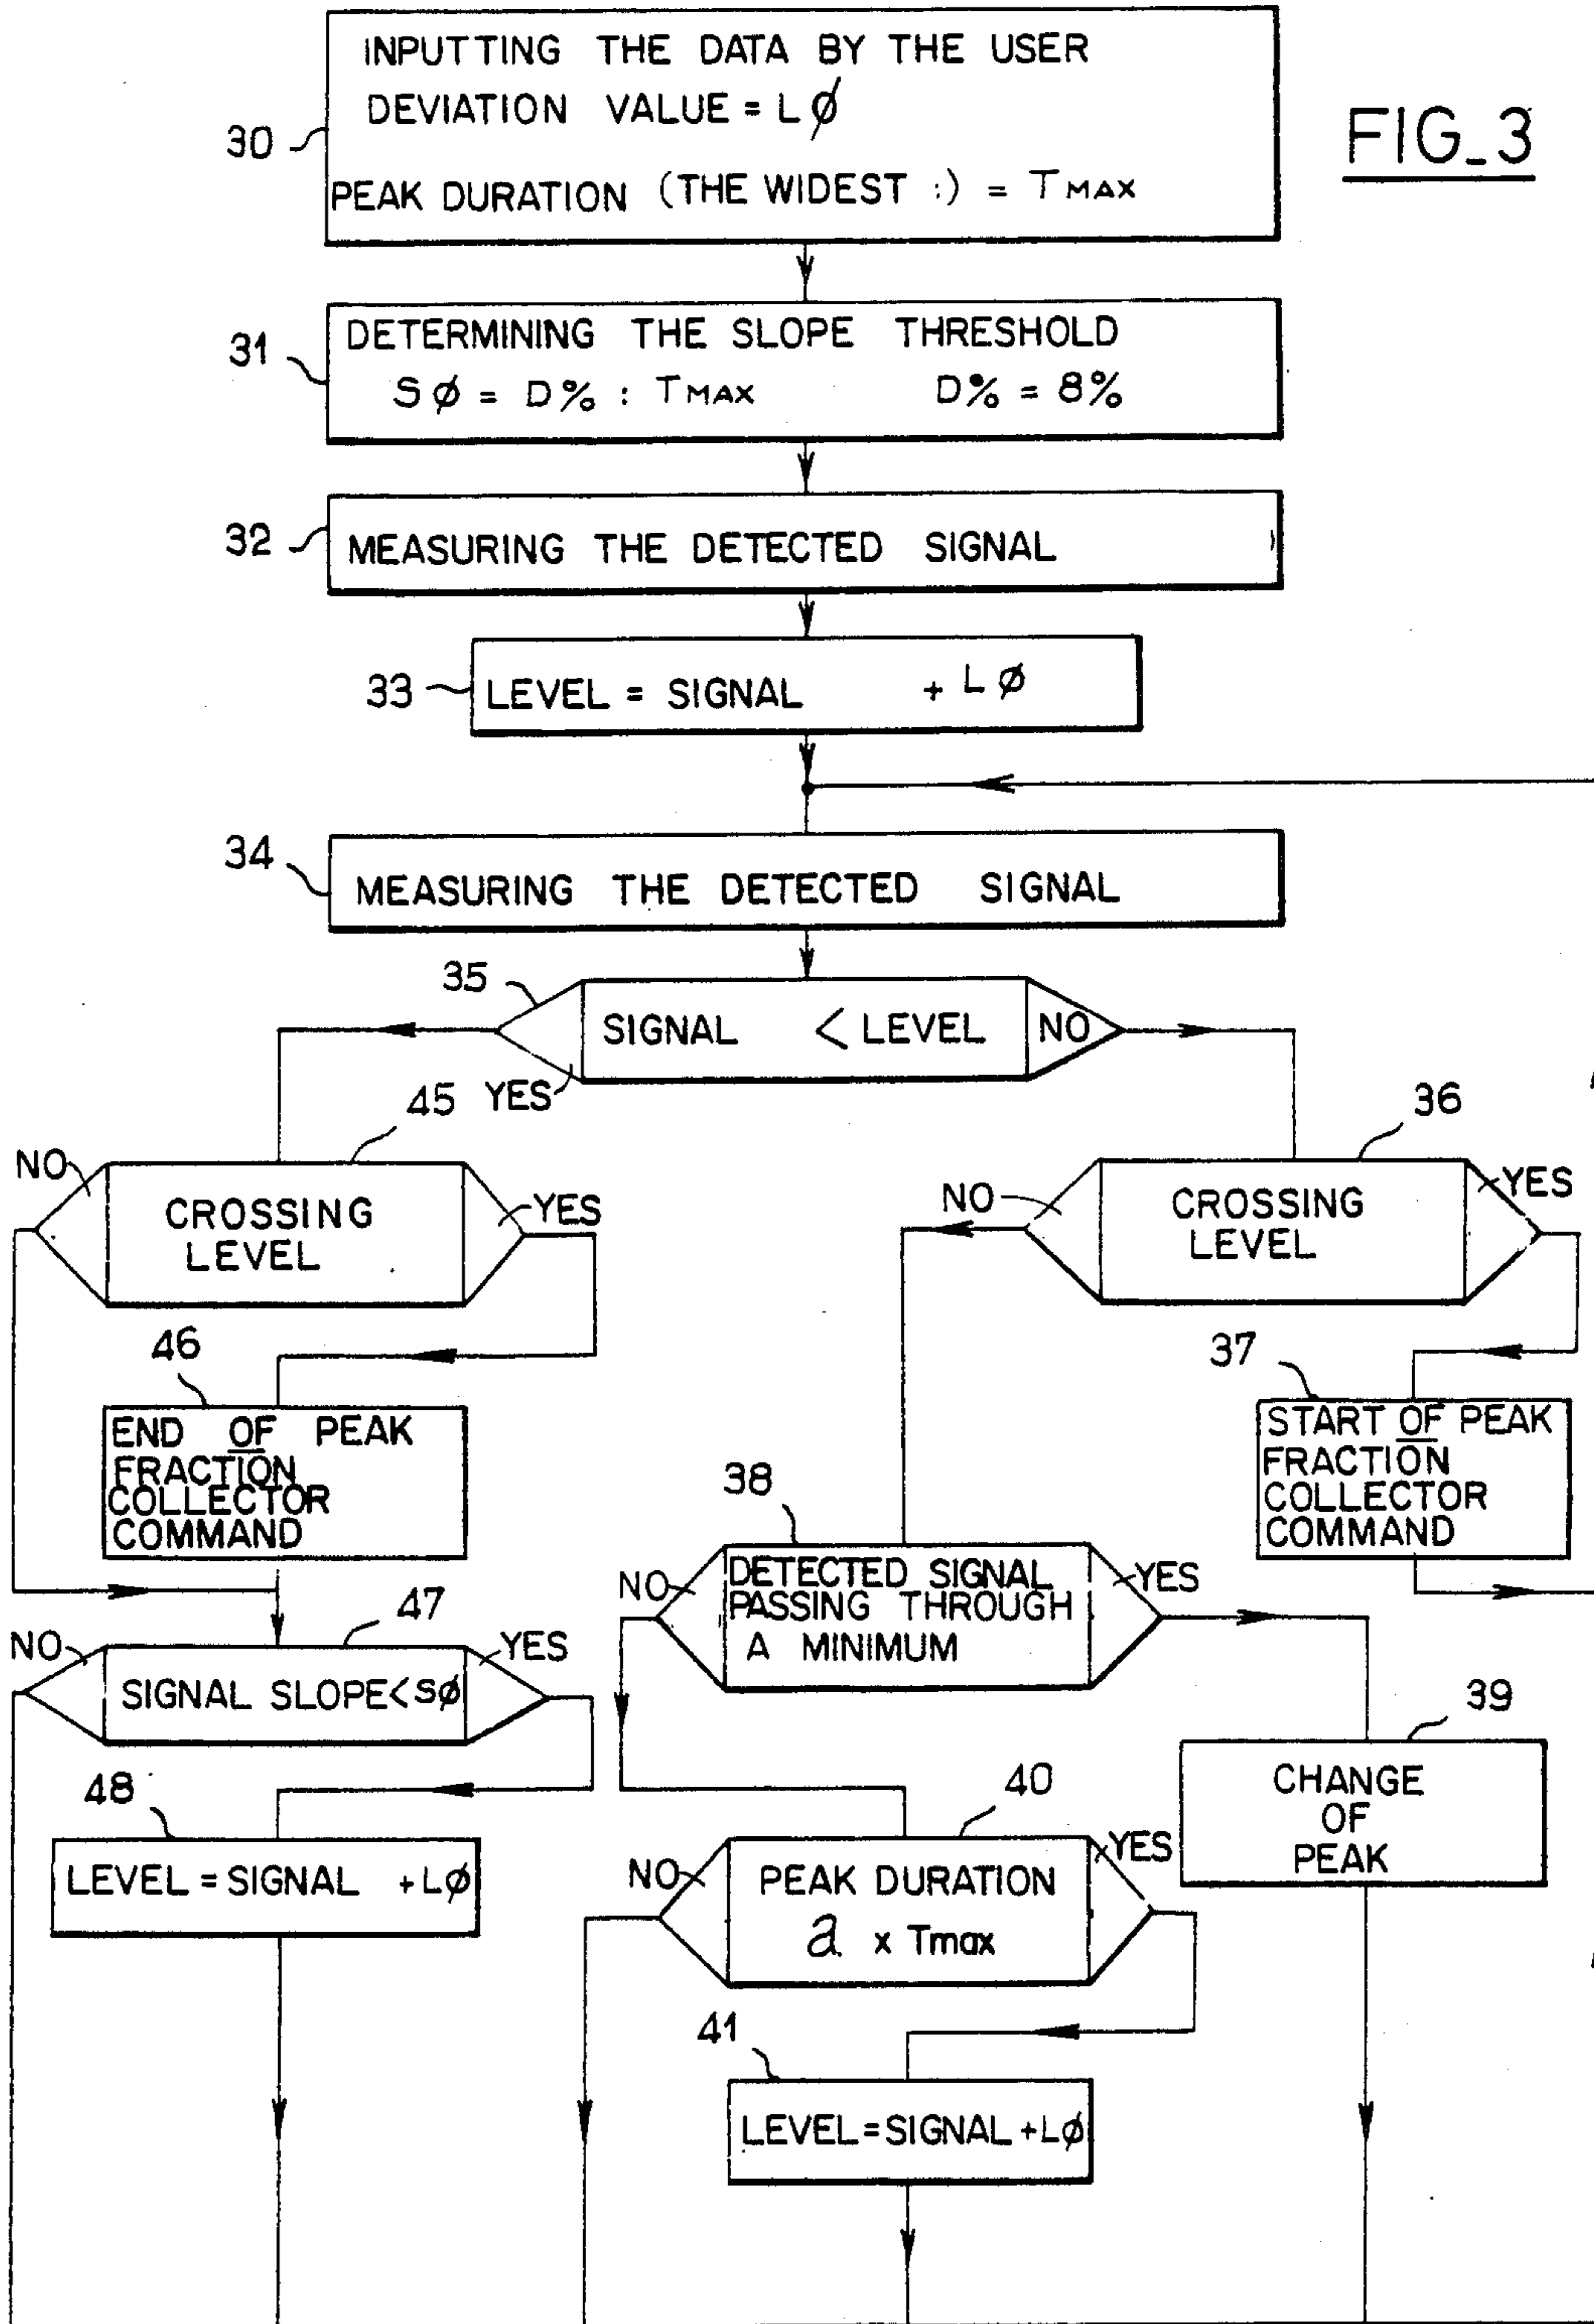 INPUTTING THE DATA BY THE USER
DEVIATION VALUE = LØ
30
PEAK DURATION (THE WIDEST :) = TMAX
FIG_3
31
DETERMINING THE SLOPE THRESHOLD
SØ = D% : TMAX D% = 8%
32
MEASURING THE DETECTED SIGNAL
33
LEVEL = SIGNAL + LØ
34
MEASURING THE DETECTED SIGNAL
35
SIGNAL < LEVEL
NO
YES
45
NO
CROSSING
LEVEL
YES
36
NO
CROSSING
LEVEL
YES
46
END OF PEAK
FRACTION
COLLECTOR
COMMAND
37
START OF PEAK
FRACTION
COLLECTOR
COMMAND
38
NO
DETECTED SIGNAL
PASSING THROUGH
A MINIMUM
YES
47
NO
SIGNAL SLOPE<SØ
YES
39
CHANGE
OF
PEAK
48
LEVEL = SIGNAL + LØ
40
NO
PEAK DURATION
a x Tmax
YES
41
LEVEL = SIGNAL + LØ